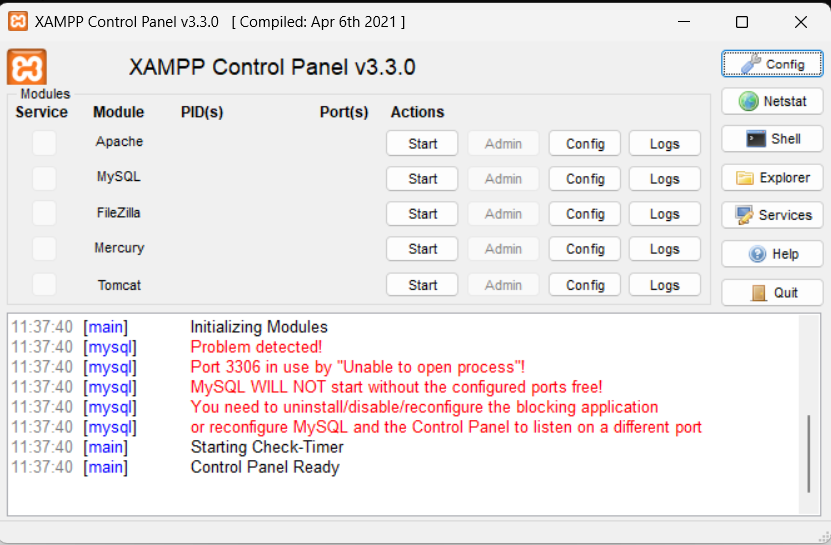 XAMPP Control Panel v3.3.0 [ Compiled: Apr 6th 2021 ]
XAMPP Control Panel v3.3.0
Config
Modules
Service Module PID(s) Port(s) Actions
Netstat
Apache Start Admin Config Logs
Shell
MySQL Start Admin Config Logs
Explorer
FileZilla Start Admin Config Logs
Services
Mercury Start Admin Config Logs
Help
Tomcat Start Admin Config Logs
Quit
11:37:40 [main] Initializing Modules
11:37:40 [mysql] Problem detected!
11:37:40 [mysql] Port 3306 in use by "Unable to open process"!
11:37:40 [mysql] MySQL WILL NOT start without the configured ports free!
11:37:40 [mysql] You need to uninstall/disable/reconfigure the blocking application
11:37:40 [mysql] or reconfigure MySQL and the Control Panel to listen on a different port
11:37:40 [main] Starting Check-Timer
11:37:40 [main] Control Panel Ready